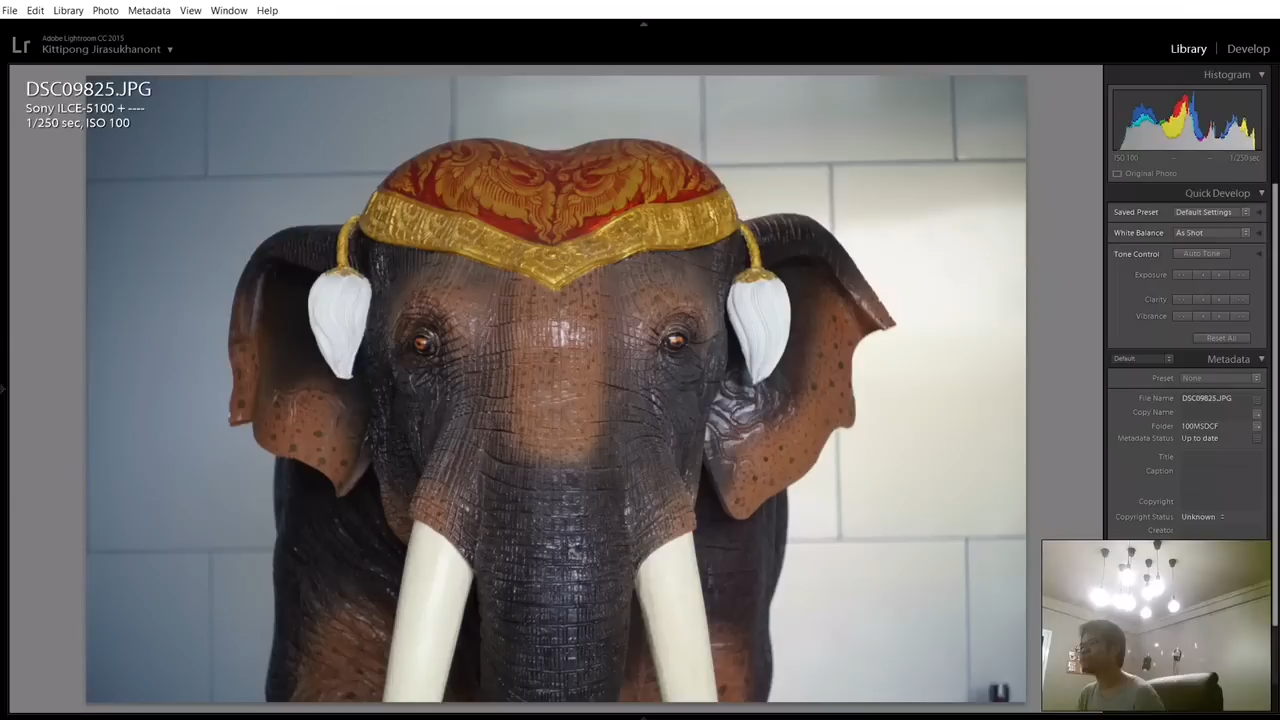 File Edit Library Photo Metadata View Window Help
Lr
Adobe Lightroom CC 2015
Kittipong Jirasukhanont
Library | Develop
DSC09825.JPG
Sony ILCE-5100 + ----
1/250 sec, ISO 100
Histogram
ISO 100 -- -- 1/250 sec
Original Photo
Quick Develop
Saved Preset Default Settings
White Balance As Shot
Tone Control Auto Tone
Exposure
Clarity
Vibrance
Reset All
Default Metadata
Preset None
File Name DSC09825.JPG
Copy Name
Folder 100MSDCF
Metadata Status Up to date
Title
Caption
Copyright
Copyright Status Unknown
Creator